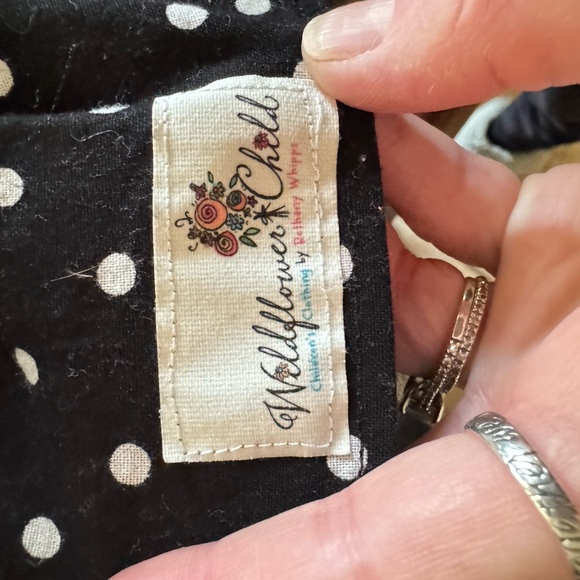 Wildflower Child
Children's Clothing by Bethany Whipps